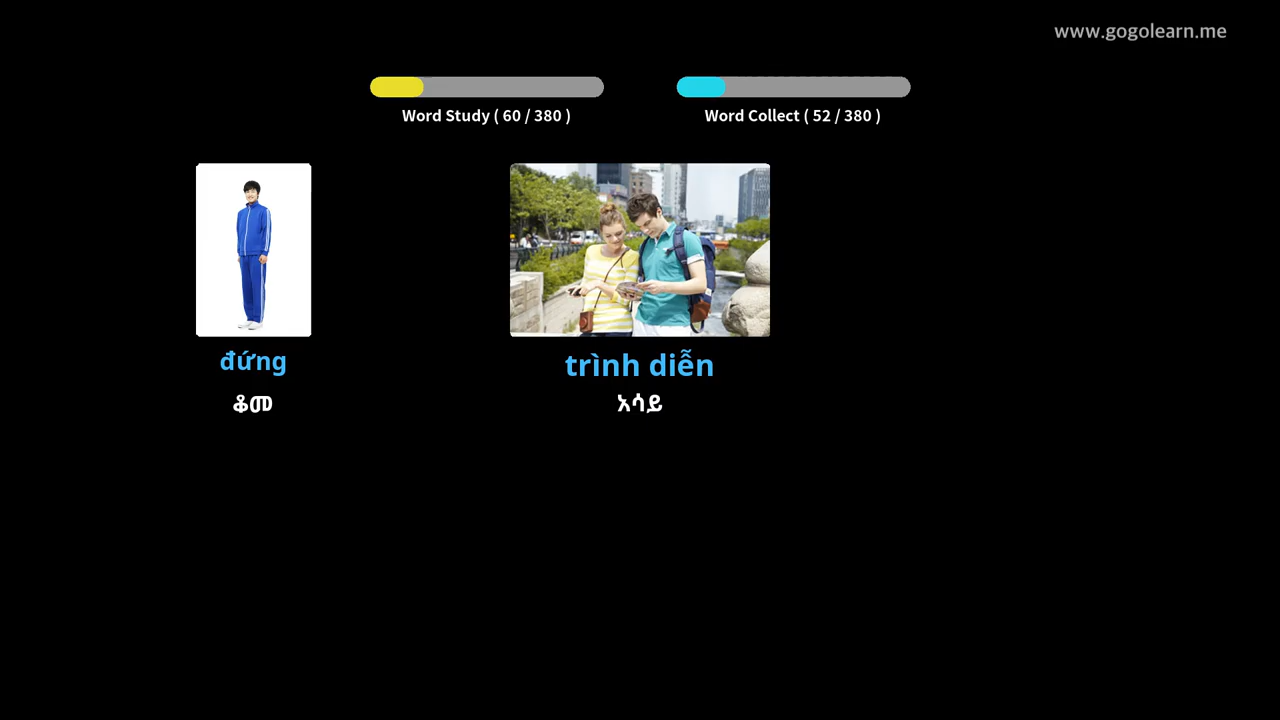 www.gogolearn.me
Word Study ( 60 / 380 )
Word Collect ( 52 / 380 )
đứng
ቆመ
trình diễn
አሳይ